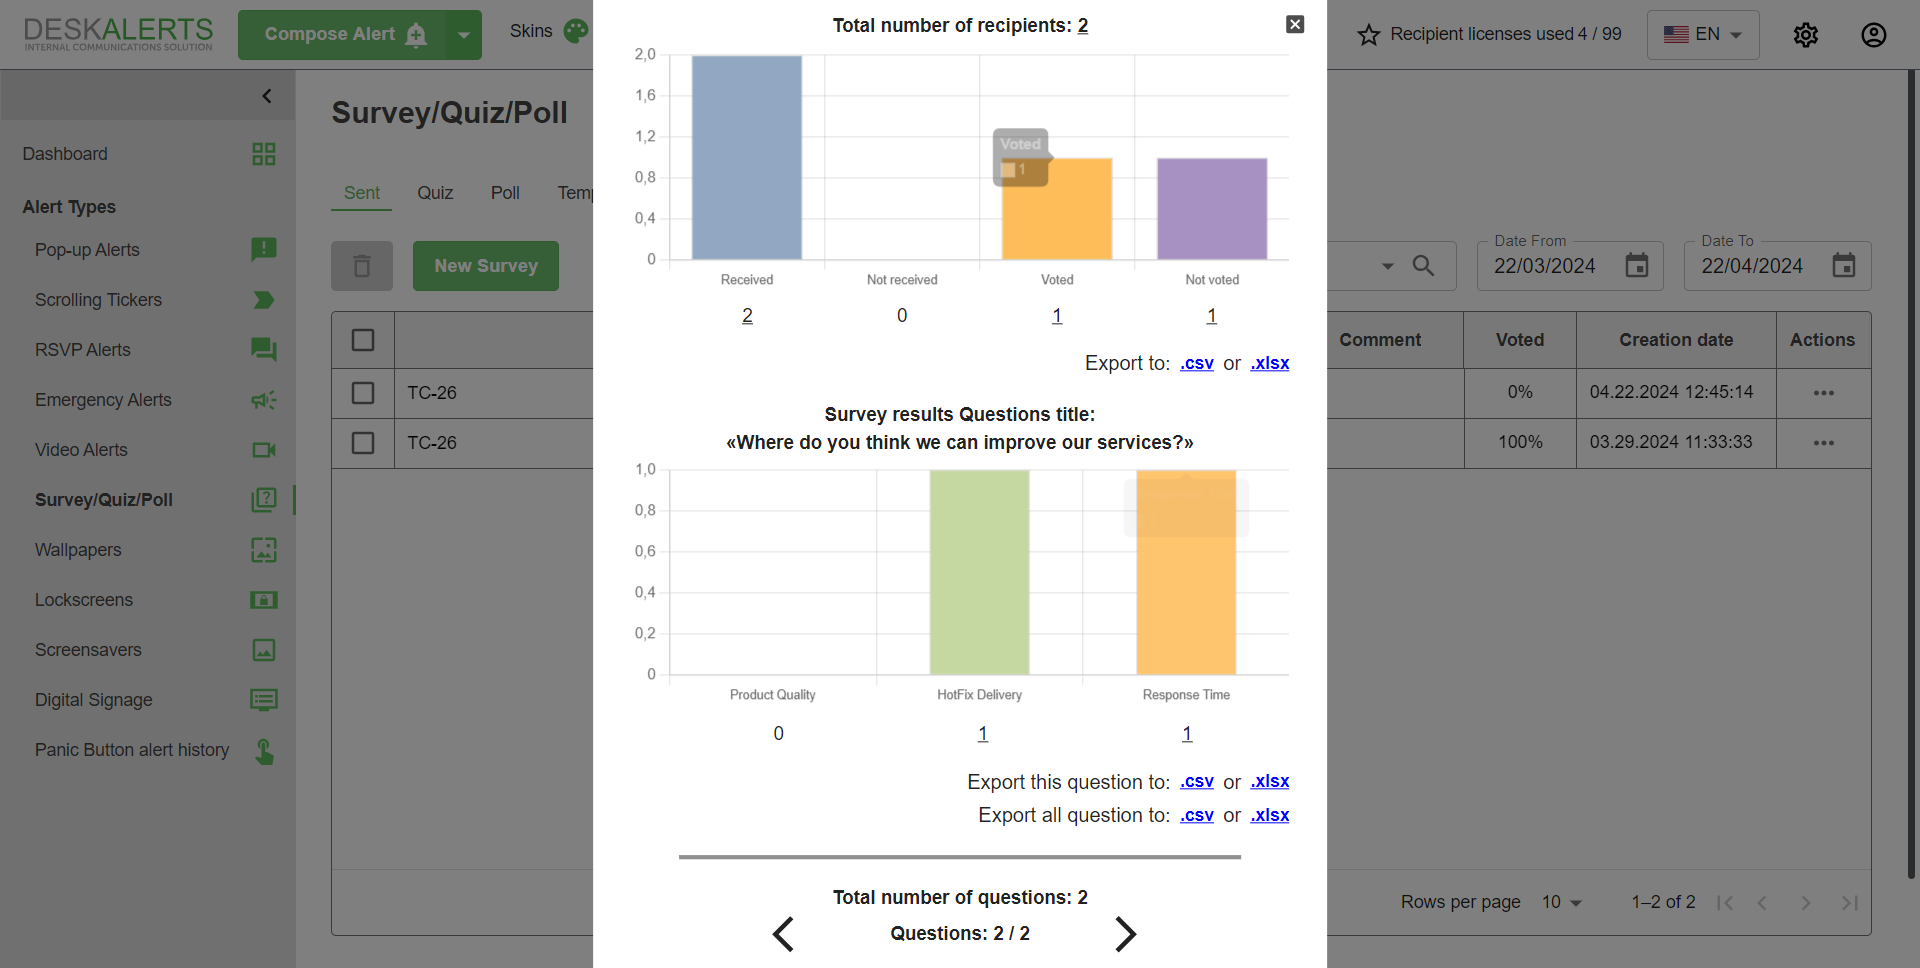 DESKALERTS
INTERNAL COMMUNICATIONS SOLUTION
Compose Alert
Skins
Recipient licenses used 4 / 99
EN
Dashboard
Alert Types
Pop-up Alerts
Scrolling Tickers
RSVP Alerts
Emergency Alerts
Video Alerts
Survey/Quiz/Poll
Wallpapers
Lockscreens
Screensavers
Digital Signage
Panic Button alert history
Survey/Quiz/Poll
Sent Quiz Poll Temp
New Survey
Date From
22/03/2024
Date To
22/04/2024
Comment Voted Creation date Actions
TC-26 0% 04.22.2024 12:45:14
TC-26 100% 03.29.2024 11:33:33
Rows per page 10 1–2 of 2
Total number of recipients: 2
2,0
1,6
1,2
0,8
0,4
0
Voted
1
Received Not received Voted Not voted
2 0 1 1
Export to: .csv or .xlsx
Survey results Questions title:
«Where do you think we can improve our services?»
1,0
0,8
0,6
0,4
0,2
0
Product Quality HotFix Delivery Response Time
0 1 1
Export this question to: .csv or .xlsx
Export all question to: .csv or .xlsx
Total number of questions: 2
Questions: 2 / 2